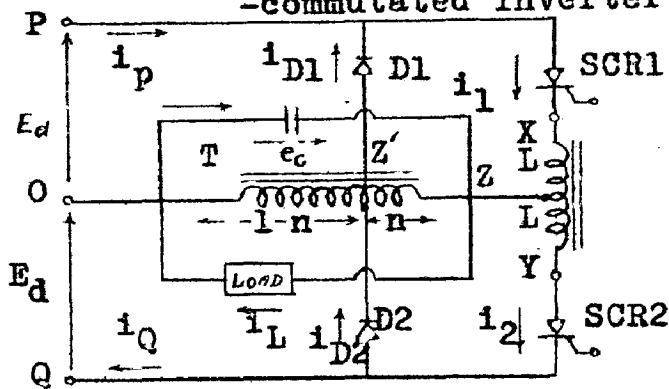 -commutated inverter
P
i_p
i_D1
D1
SCR1
i_1
E_d
T
e_c
Z'
X
L
O
Z
1-n
n
L
E_d
LOAD
Y
i_Q
i_L
i_D2
D2
i_2
SCR2
Q